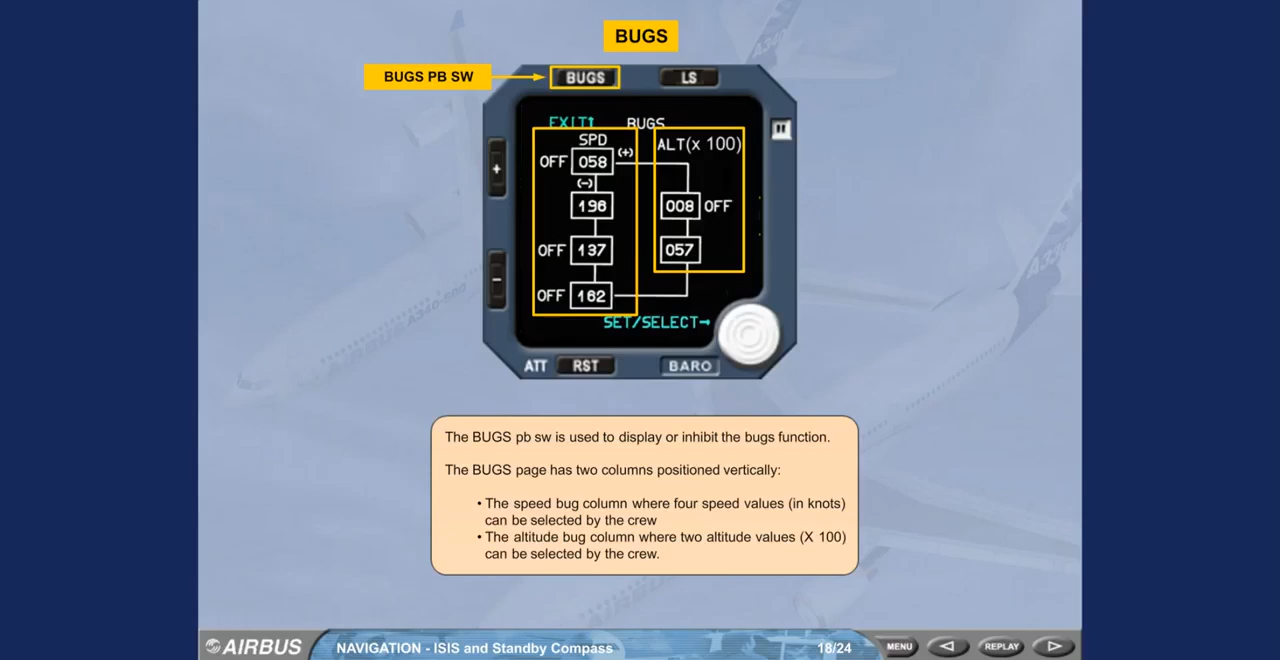 BUGS
BUGS PB SW
BUGS
LS
EXIT↑ BUGS
SPD
ALT(x 100)
OFF 058 (+)
(-)
196
008 OFF
OFF 137
057
OFF 162
SET/SELECT→
+
-
ATT RST
BARO
The BUGS pb sw is used to display or inhibit the bugs function.
The BUGS page has two columns positioned vertically:
• The speed bug column where four speed values (in knots)
can be selected by the crew
• The altitude bug column where two altitude values (X 100)
can be selected by the crew.
AIRBUS
NAVIGATION - ISIS and Standby Compass
18/24
MENU
REPLAY